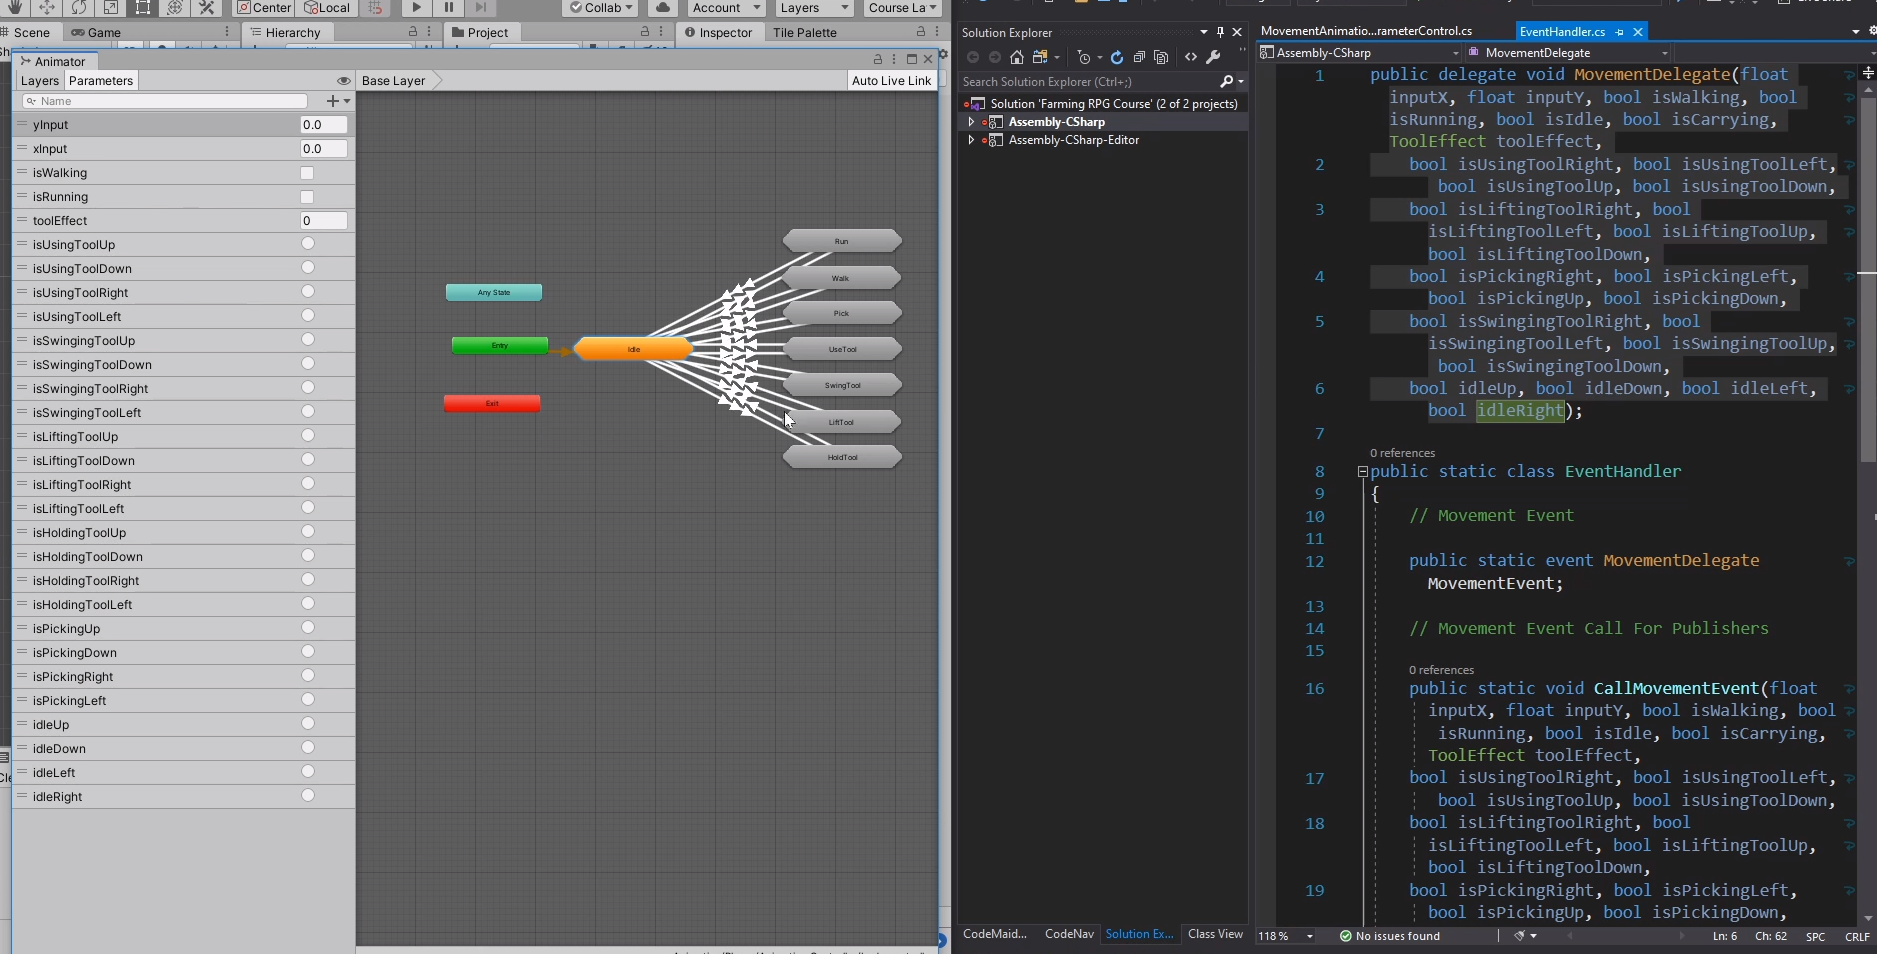 Center
Local
Collab
Account
Layers
Course La
Scene
Game
Hierarchy
Project
Inspector
Tile Palette
Animator
Layers
Parameters
Base Layer
Auto Live Link
Name
yInput
0.0
xInput
0.0
isWalking
isRunning
toolEffect
0
isUsingToolUp
isUsingToolDown
isUsingToolRight
isUsingToolLeft
isSwingingToolUp
isSwingingToolDown
isSwingingToolRight
isSwingingToolLeft
isLiftingToolUp
isLiftingToolDown
isLiftingToolRight
isLiftingToolLeft
isHoldingToolUp
isHoldingToolDown
isHoldingToolRight
isHoldingToolLeft
isPickingUp
isPickingDown
isPickingRight
isPickingLeft
idleUp
idleDown
idleLeft
idleRight
Any State
Entry
Exit
Idle
Run
Walk
Pick
UseTool
SwingTool
LiftTool
HoldTool
Solution Explorer
Search Solution Explorer (Ctrl+;)
Solution 'Farming RPG Course' (2 of 2 projects)
Assembly-CSharp
Assembly-CSharp-Editor
CodeMaid...
CodeNav
Solution Ex...
Class View
MovementAnimatio...rameterControl.cs
EventHandler.cs
Assembly-CSharp
MovementDelegate
1 public delegate void MovementDelegate(float
inputX, float inputY, bool isWalking, bool
isRunning, bool isIdle, bool isCarrying,
ToolEffect toolEffect,
2 bool isUsingToolRight, bool isUsingToolLeft,
bool isUsingToolUp, bool isUsingToolDown,
3 bool isLiftingToolRight, bool
isLiftingToolLeft, bool isLiftingToolUp,
bool isLiftingToolDown,
4 bool isPickingRight, bool isPickingLeft,
bool isPickingUp, bool isPickingDown,
5 bool isSwingingToolRight, bool
isSwingingToolLeft, bool isSwingingToolUp,
bool isSwingingToolDown,
6 bool idleUp, bool idleDown, bool idleLeft,
bool idleRight);
7
0 references
8 public static class EventHandler
9 {
10 // Movement Event
11
12 public static event MovementDelegate
MovementEvent;
13
14 // Movement Event Call For Publishers
15
0 references
16 public static void CallMovementEvent(float
inputX, float inputY, bool isWalking, bool
isRunning, bool isIdle, bool isCarrying,
ToolEffect toolEffect,
17 bool isUsingToolRight, bool isUsingToolLeft,
bool isUsingToolUp, bool isUsingToolDown,
18 bool isLiftingToolRight, bool
isLiftingToolLeft, bool isLiftingToolUp,
bool isLiftingToolDown,
19 bool isPickingRight, bool isPickingLeft,
bool isPickingUp, bool isPickingDown,
118 %
No issues found
Ln: 6
Ch: 62
SPC
CRLF